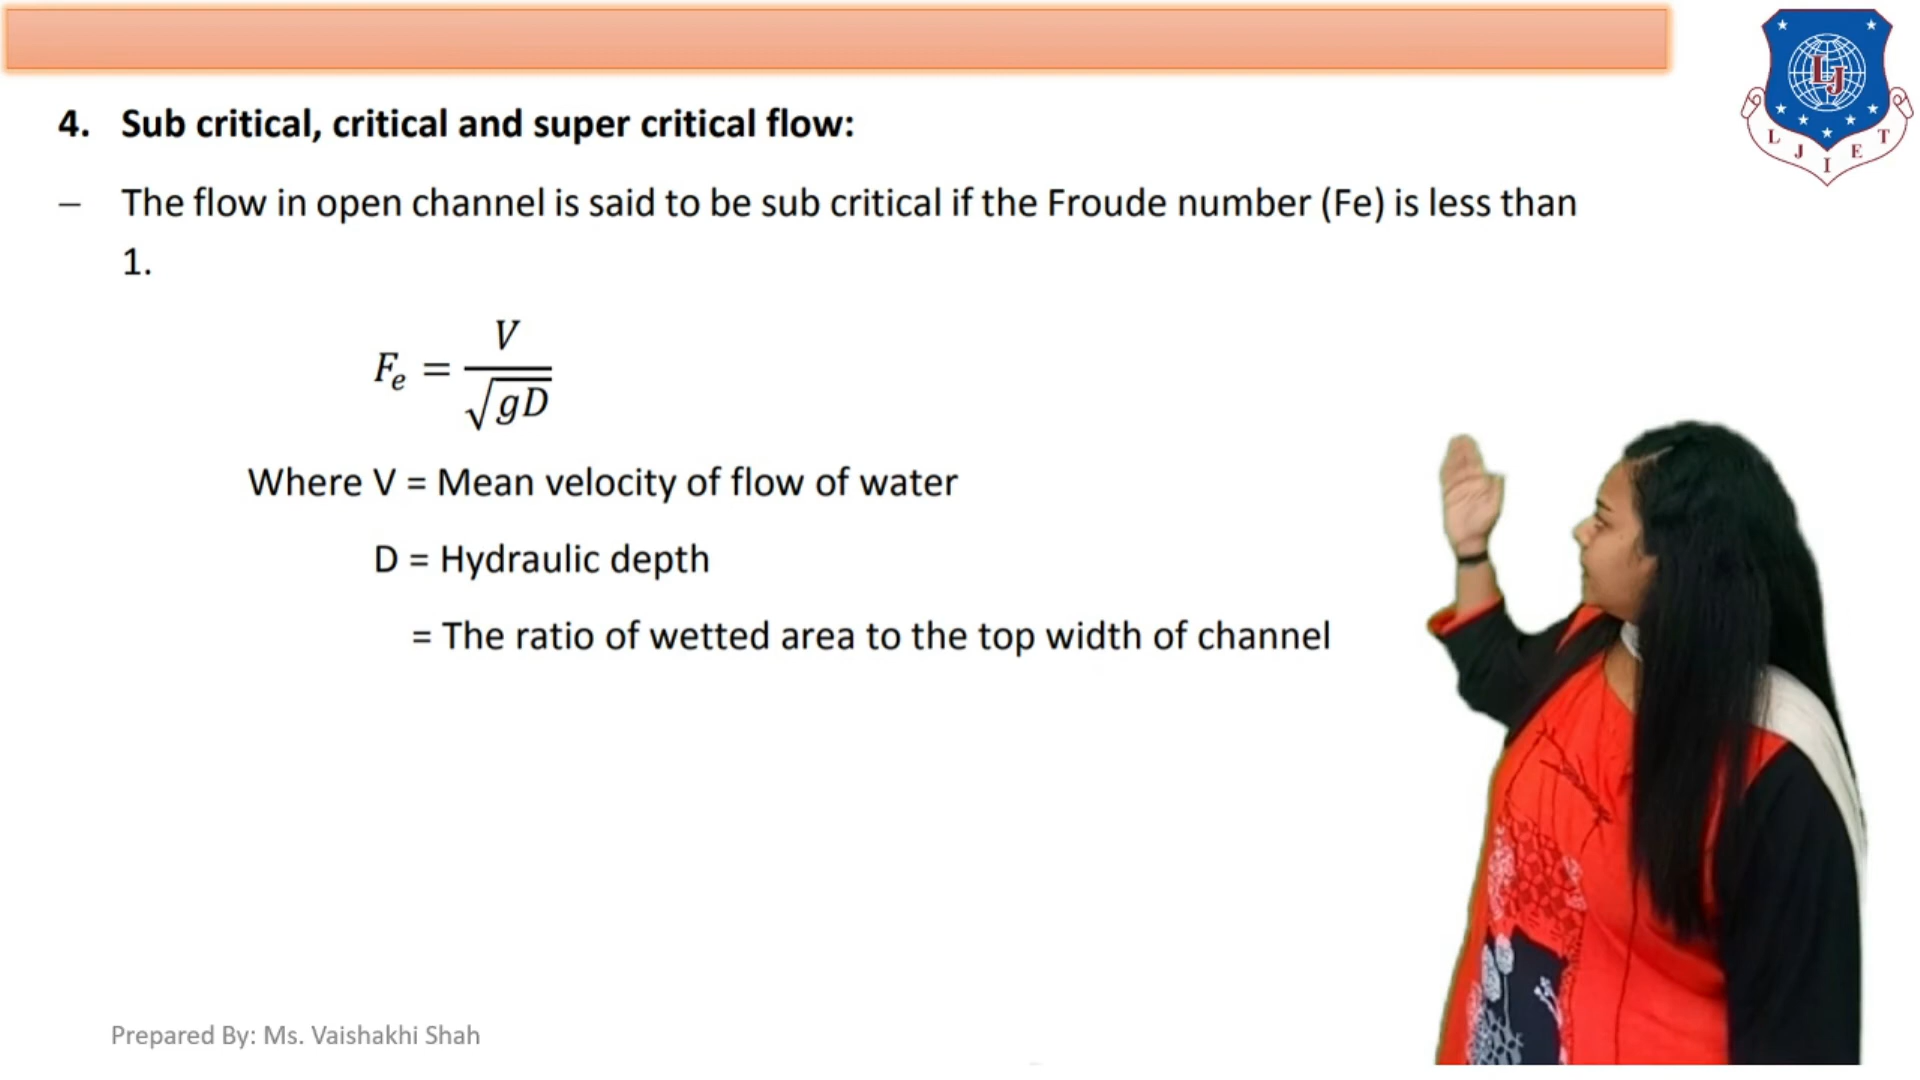 4. Sub critical, critical and super critical flow:
– The flow in open channel is said to be sub critical if the Froude number (Fe) is less than
1.
F_e = V / √gD
Where V = Mean velocity of flow of water
D = Hydraulic depth
= The ratio of wetted area to the top width of channel
Prepared By: Ms. Vaishakhi Shah
LJ
L J I E T